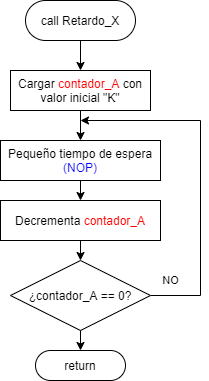 call Retardo_X
Cargar contador_A con
valor inicial "K"
Pequeño tiempo de espera
(NOP)
Decrementa contador_A
¿contador_A == 0?
NO
return